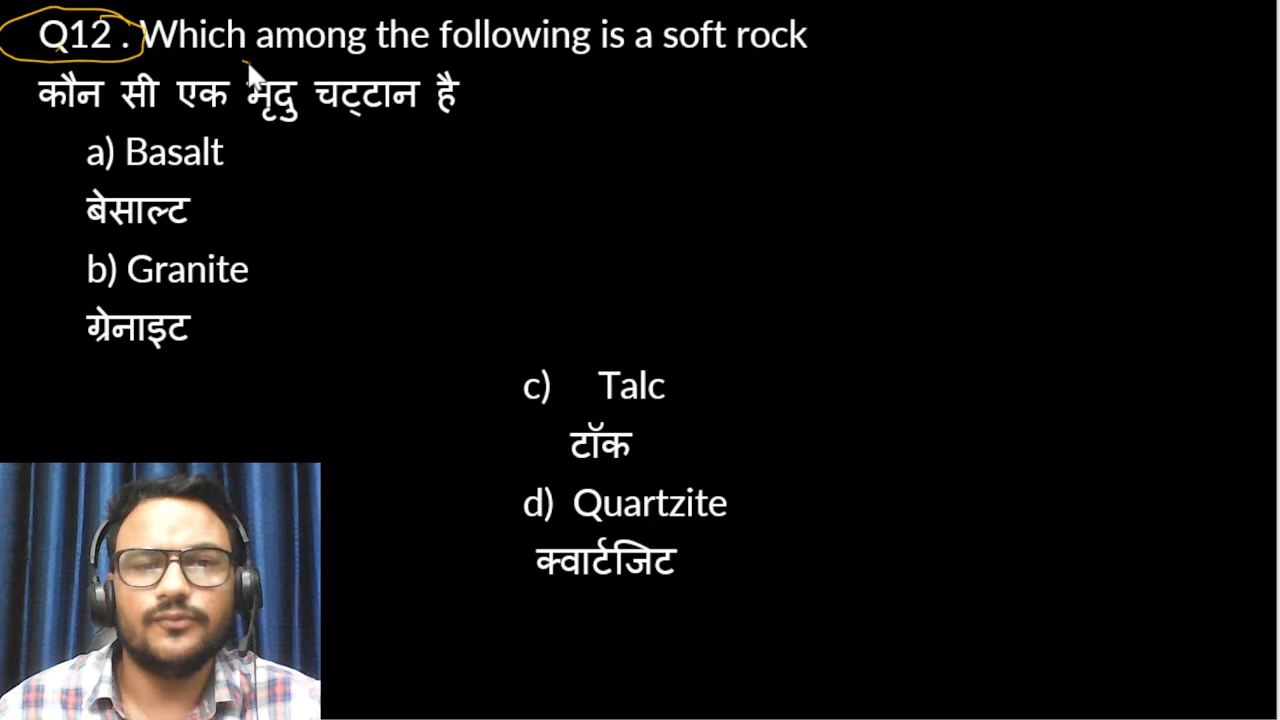 Q12 . Which among the following is a soft rock
कौन सी एक मृदु चट्टान है
a) Basalt
बेसाल्ट
b) Granite
ग्रेनाइट
c) Talc
टॉक
d) Quartzite
क्वार्टजिट